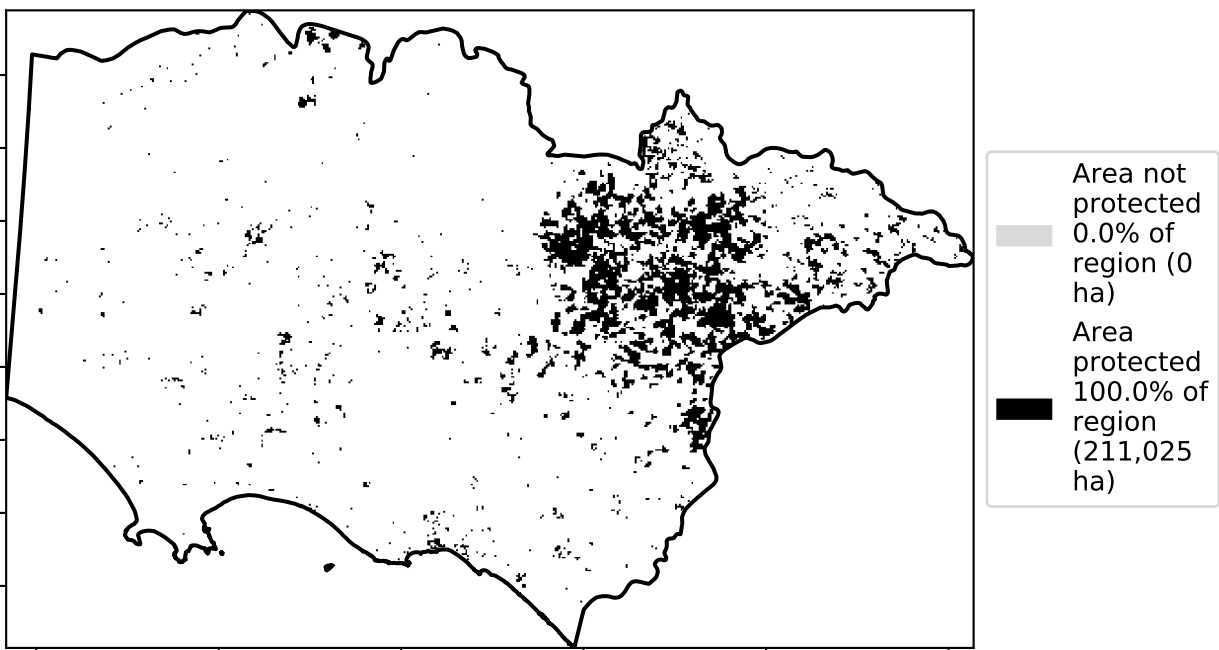 Area not
protected
0.0% of
region (0
ha)
Area
protected
100.0% of
region
(211,025
ha)